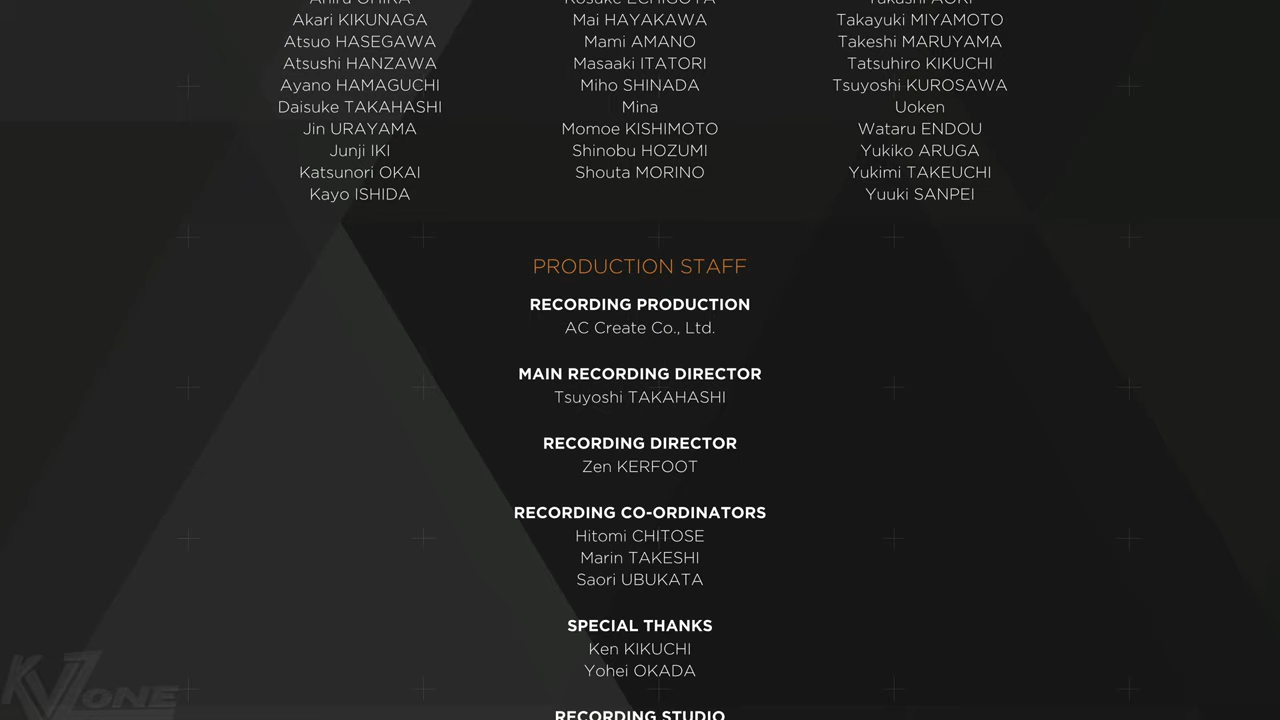 Akari KIKUNAGA
Atsuo HASEGAWA
Atsushi HANZAWA
Ayano HAMAGUCHI
Daisuke TAKAHASHI
Jin URAYAMA
Junji IKI
Katsunori OKAI
Kayo ISHIDA
Kosuke ECHIGOYA
Mai HAYAKAWA
Mami AMANO
Masaaki ITATORI
Miho SHINADA
Mina
Momoe KISHIMOTO
Shinobu HOZUMI
Shouta MORINO
Takayuki MIYAMOTO
Takeshi MARUYAMA
Tatsuhiro KIKUCHI
Tsuyoshi KUROSAWA
Uoken
Wataru ENDOU
Yukiko ARUGA
Yukimi TAKEUCHI
Yuuki SANPEI
PRODUCTION STAFF
RECORDING PRODUCTION
AC Create Co., Ltd.
MAIN RECORDING DIRECTOR
Tsuyoshi TAKAHASHI
RECORDING DIRECTOR
Zen KERFOOT
RECORDING CO-ORDINATORS
Hitomi CHITOSE
Marin TAKESHI
Saori UBUKATA
SPECIAL THANKS
Ken KIKUCHI
Yohei OKADA
RECORDING STUDIO
KVZONE